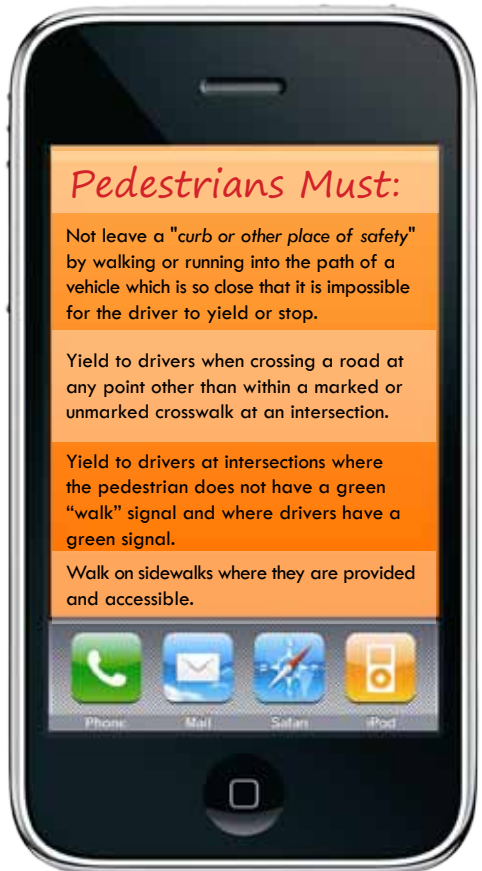 Pedestrians Must:
Not leave a "curb or other place of safety"
by walking or running into the path of a
vehicle which is so close that it is impossible
for the driver to yield or stop.
Yield to drivers when crossing a road at
any point other than within a marked or
unmarked crosswalk at an intersection.
Yield to drivers at intersections where
the pedestrian does not have a green
“walk” signal and where drivers have a
green signal.
Walk on sidewalks where they are provided
and accessible.
Phone Mail Safari iPod